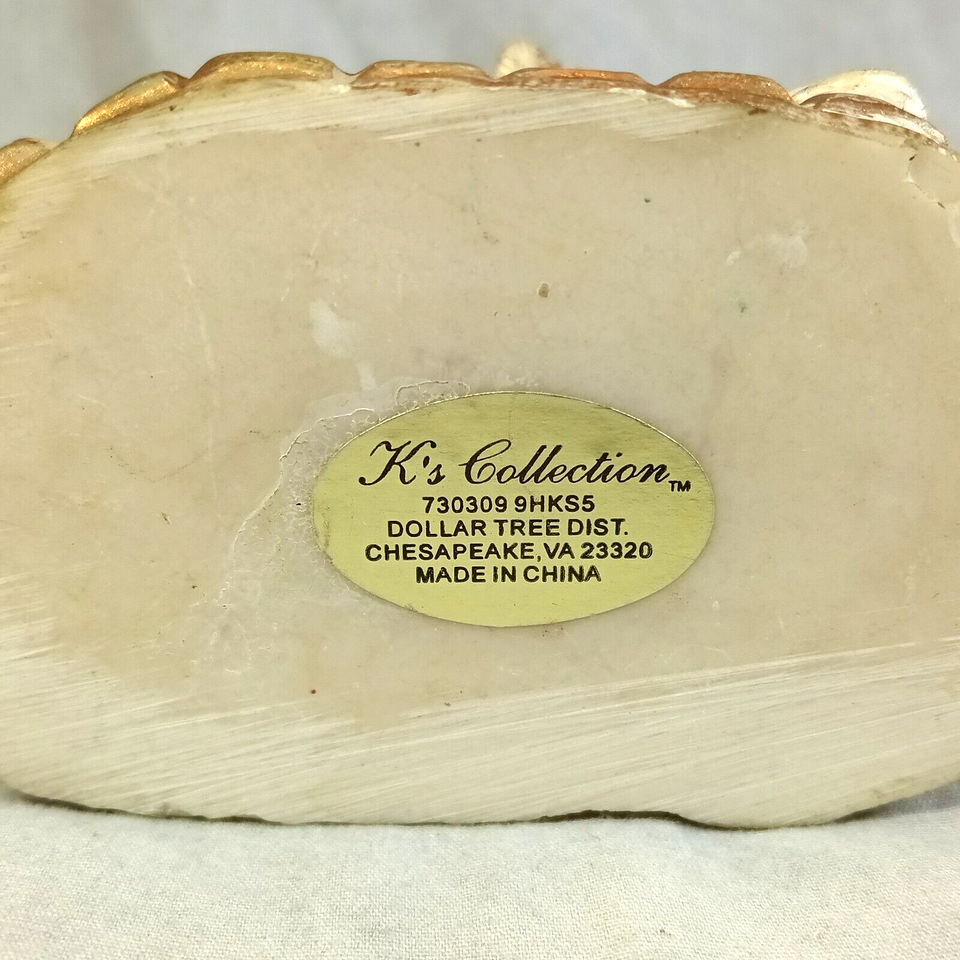 K's Collection™
730309 9HKS5
DOLLAR TREE DIST.
CHESAPEAKE,VA 23320
MADE IN CHINA